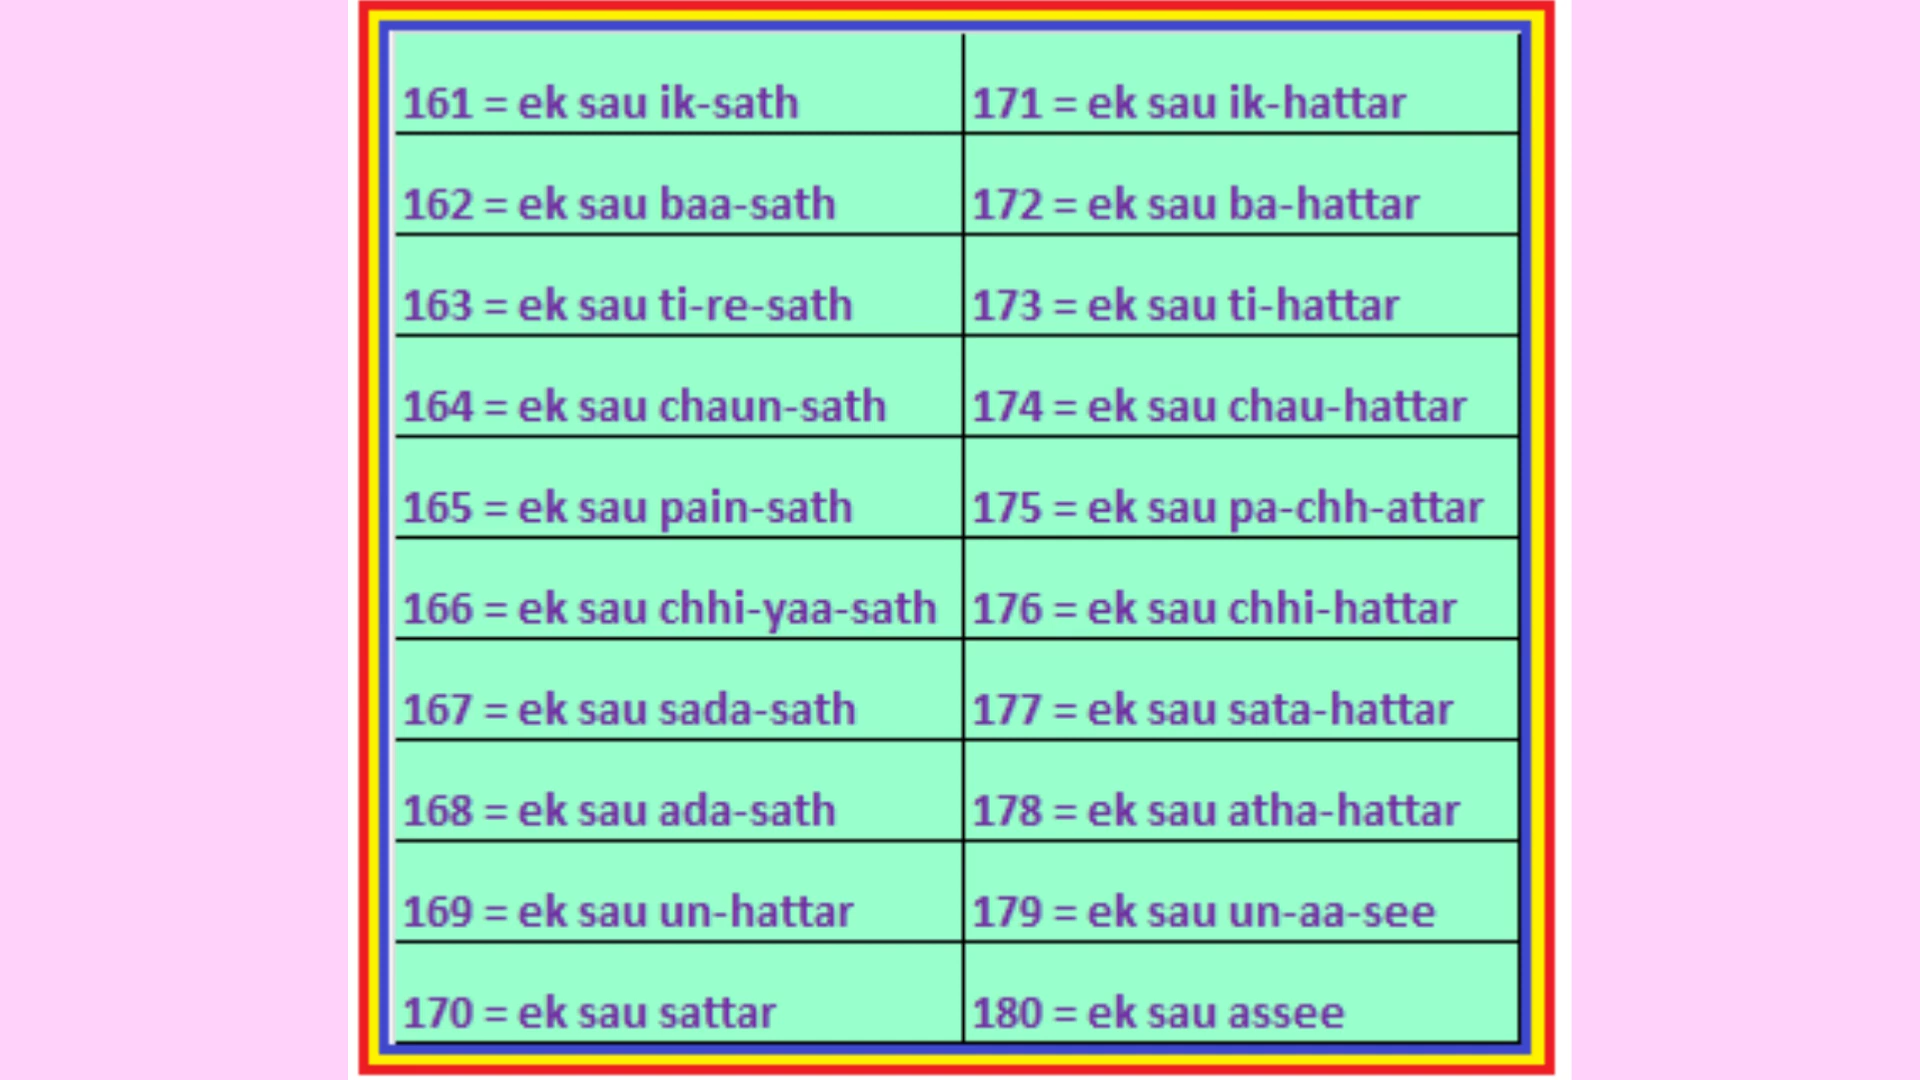 161 = ek sau ik-sath
171 = ek sau ik-hattar
162 = ek sau baa-sath
172 = ek sau ba-hattar
163 = ek sau ti-re-sath
173 = ek sau ti-hattar
164 = ek sau chaun-sath
174 = ek sau chau-hattar
165 = ek sau pain-sath
175 = ek sau pa-chh-attar
166 = ek sau chhi-yaa-sath
176 = ek sau chhi-hattar
167 = ek sau sada-sath
177 = ek sau sata-hattar
168 = ek sau ada-sath
178 = ek sau atha-hattar
169 = ek sau un-hattar
179 = ek sau un-aa-see
170 = ek sau sattar
180 = ek sau assee